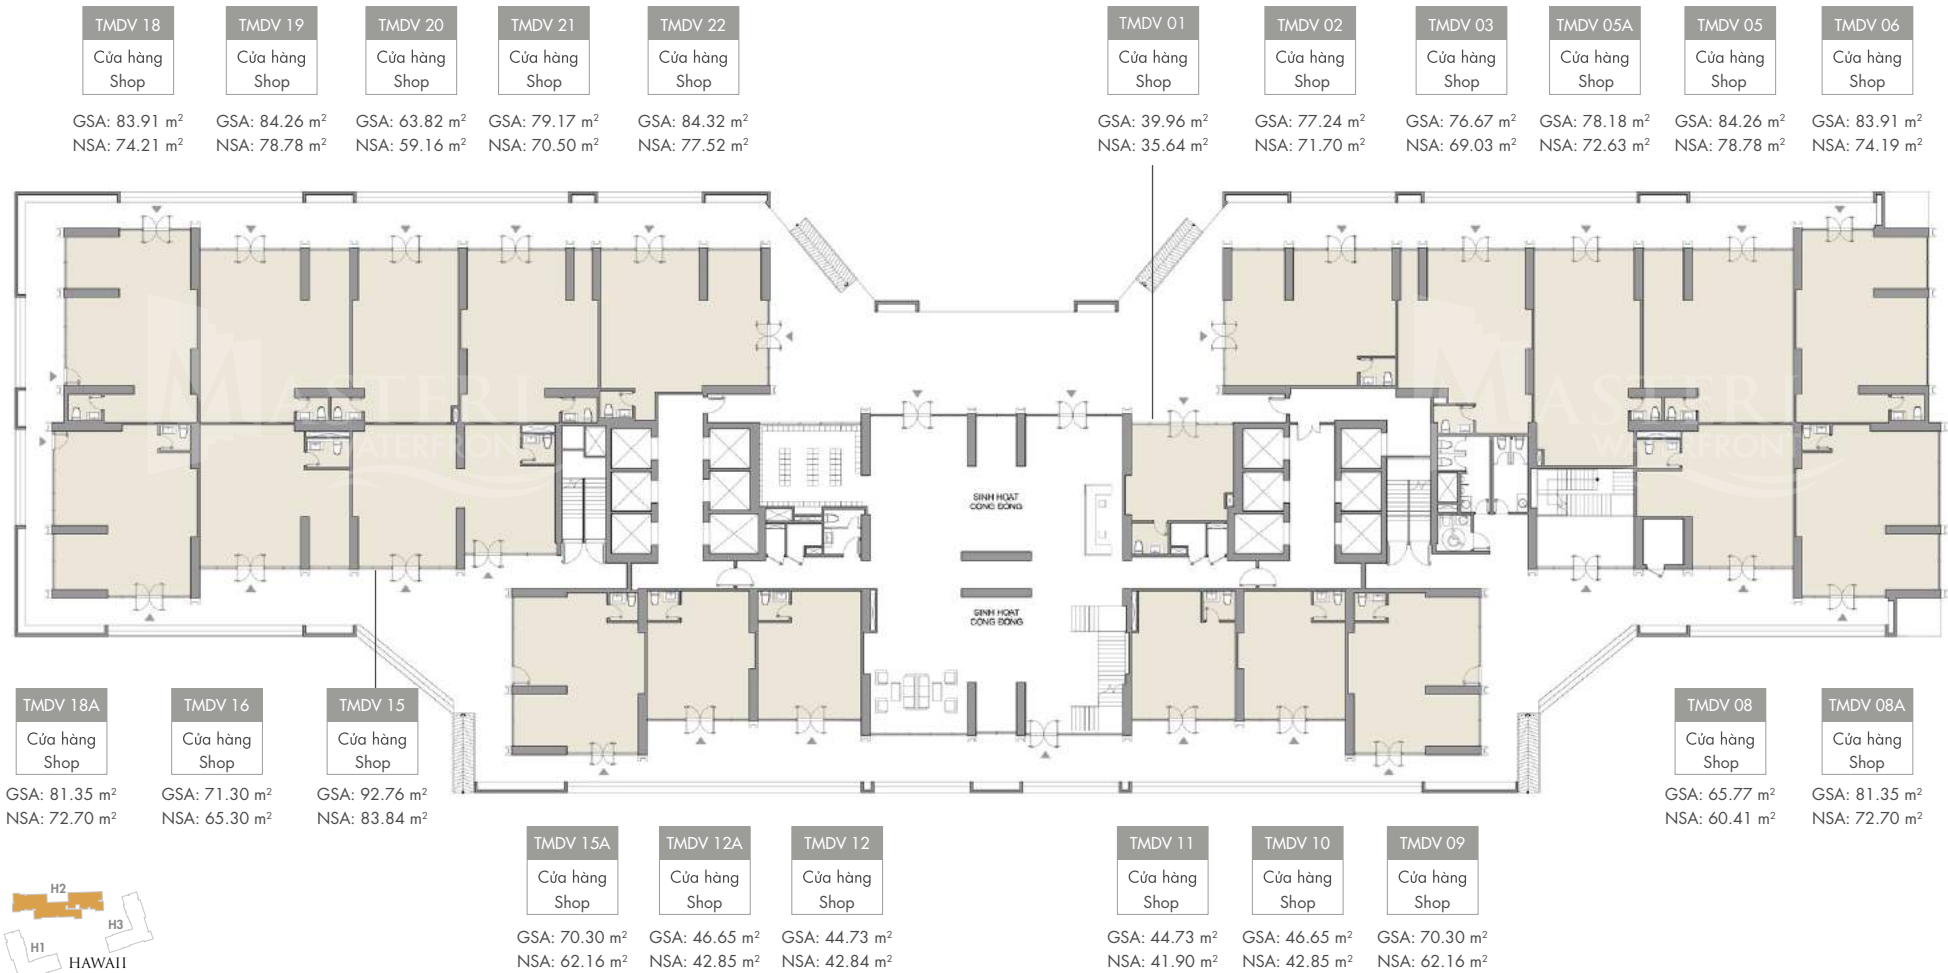 TMDV 18
Cửa hàng
Shop
GSA: 83.91 m²
NSA: 74.21 m²
TMDV 19
Cửa hàng
Shop
GSA: 84.26 m²
NSA: 78.78 m²
TMDV 20
Cửa hàng
Shop
GSA: 63.82 m²
NSA: 59.16 m²
TMDV 21
Cửa hàng
Shop
GSA: 79.17 m²
NSA: 70.50 m²
TMDV 22
Cửa hàng
Shop
GSA: 84.32 m²
NSA: 77.52 m²
TMDV 01
Cửa hàng
Shop
GSA: 39.96 m²
NSA: 35.64 m²
TMDV 02
Cửa hàng
Shop
GSA: 77.24 m²
NSA: 71.70 m²
TMDV 03
Cửa hàng
Shop
GSA: 76.67 m²
NSA: 69.03 m²
TMDV 05A
Cửa hàng
Shop
GSA: 78.18 m²
NSA: 72.63 m²
TMDV 05
Cửa hàng
Shop
GSA: 84.26 m²
NSA: 78.78 m²
TMDV 06
Cửa hàng
Shop
GSA: 83.91 m²
NSA: 74.19 m²
MASTERI
WATERFRONT
MASTERI
WATERFRONT
SINH HOẠT
CỘNG ĐỒNG
SINH HOẠT
CỘNG ĐỒNG
TMDV 18A
Cửa hàng
Shop
GSA: 81.35 m²
NSA: 72.70 m²
TMDV 16
Cửa hàng
Shop
GSA: 71.30 m²
NSA: 65.30 m²
TMDV 15
Cửa hàng
Shop
GSA: 92.76 m²
NSA: 83.84 m²
TMDV 08
Cửa hàng
Shop
GSA: 65.77 m²
NSA: 60.41 m²
TMDV 08A
Cửa hàng
Shop
GSA: 81.35 m²
NSA: 72.70 m²
TMDV 15A
Cửa hàng
Shop
GSA: 70.30 m²
NSA: 62.16 m²
TMDV 12A
Cửa hàng
Shop
GSA: 46.65 m²
NSA: 42.85 m²
TMDV 12
Cửa hàng
Shop
GSA: 44.73 m²
NSA: 42.84 m²
TMDV 11
Cửa hàng
Shop
GSA: 44.73 m²
NSA: 41.90 m²
TMDV 10
Cửa hàng
Shop
GSA: 46.65 m²
NSA: 42.85 m²
TMDV 09
Cửa hàng
Shop
GSA: 70.30 m²
NSA: 62.16 m²
H2
H3
H1
HAWAII